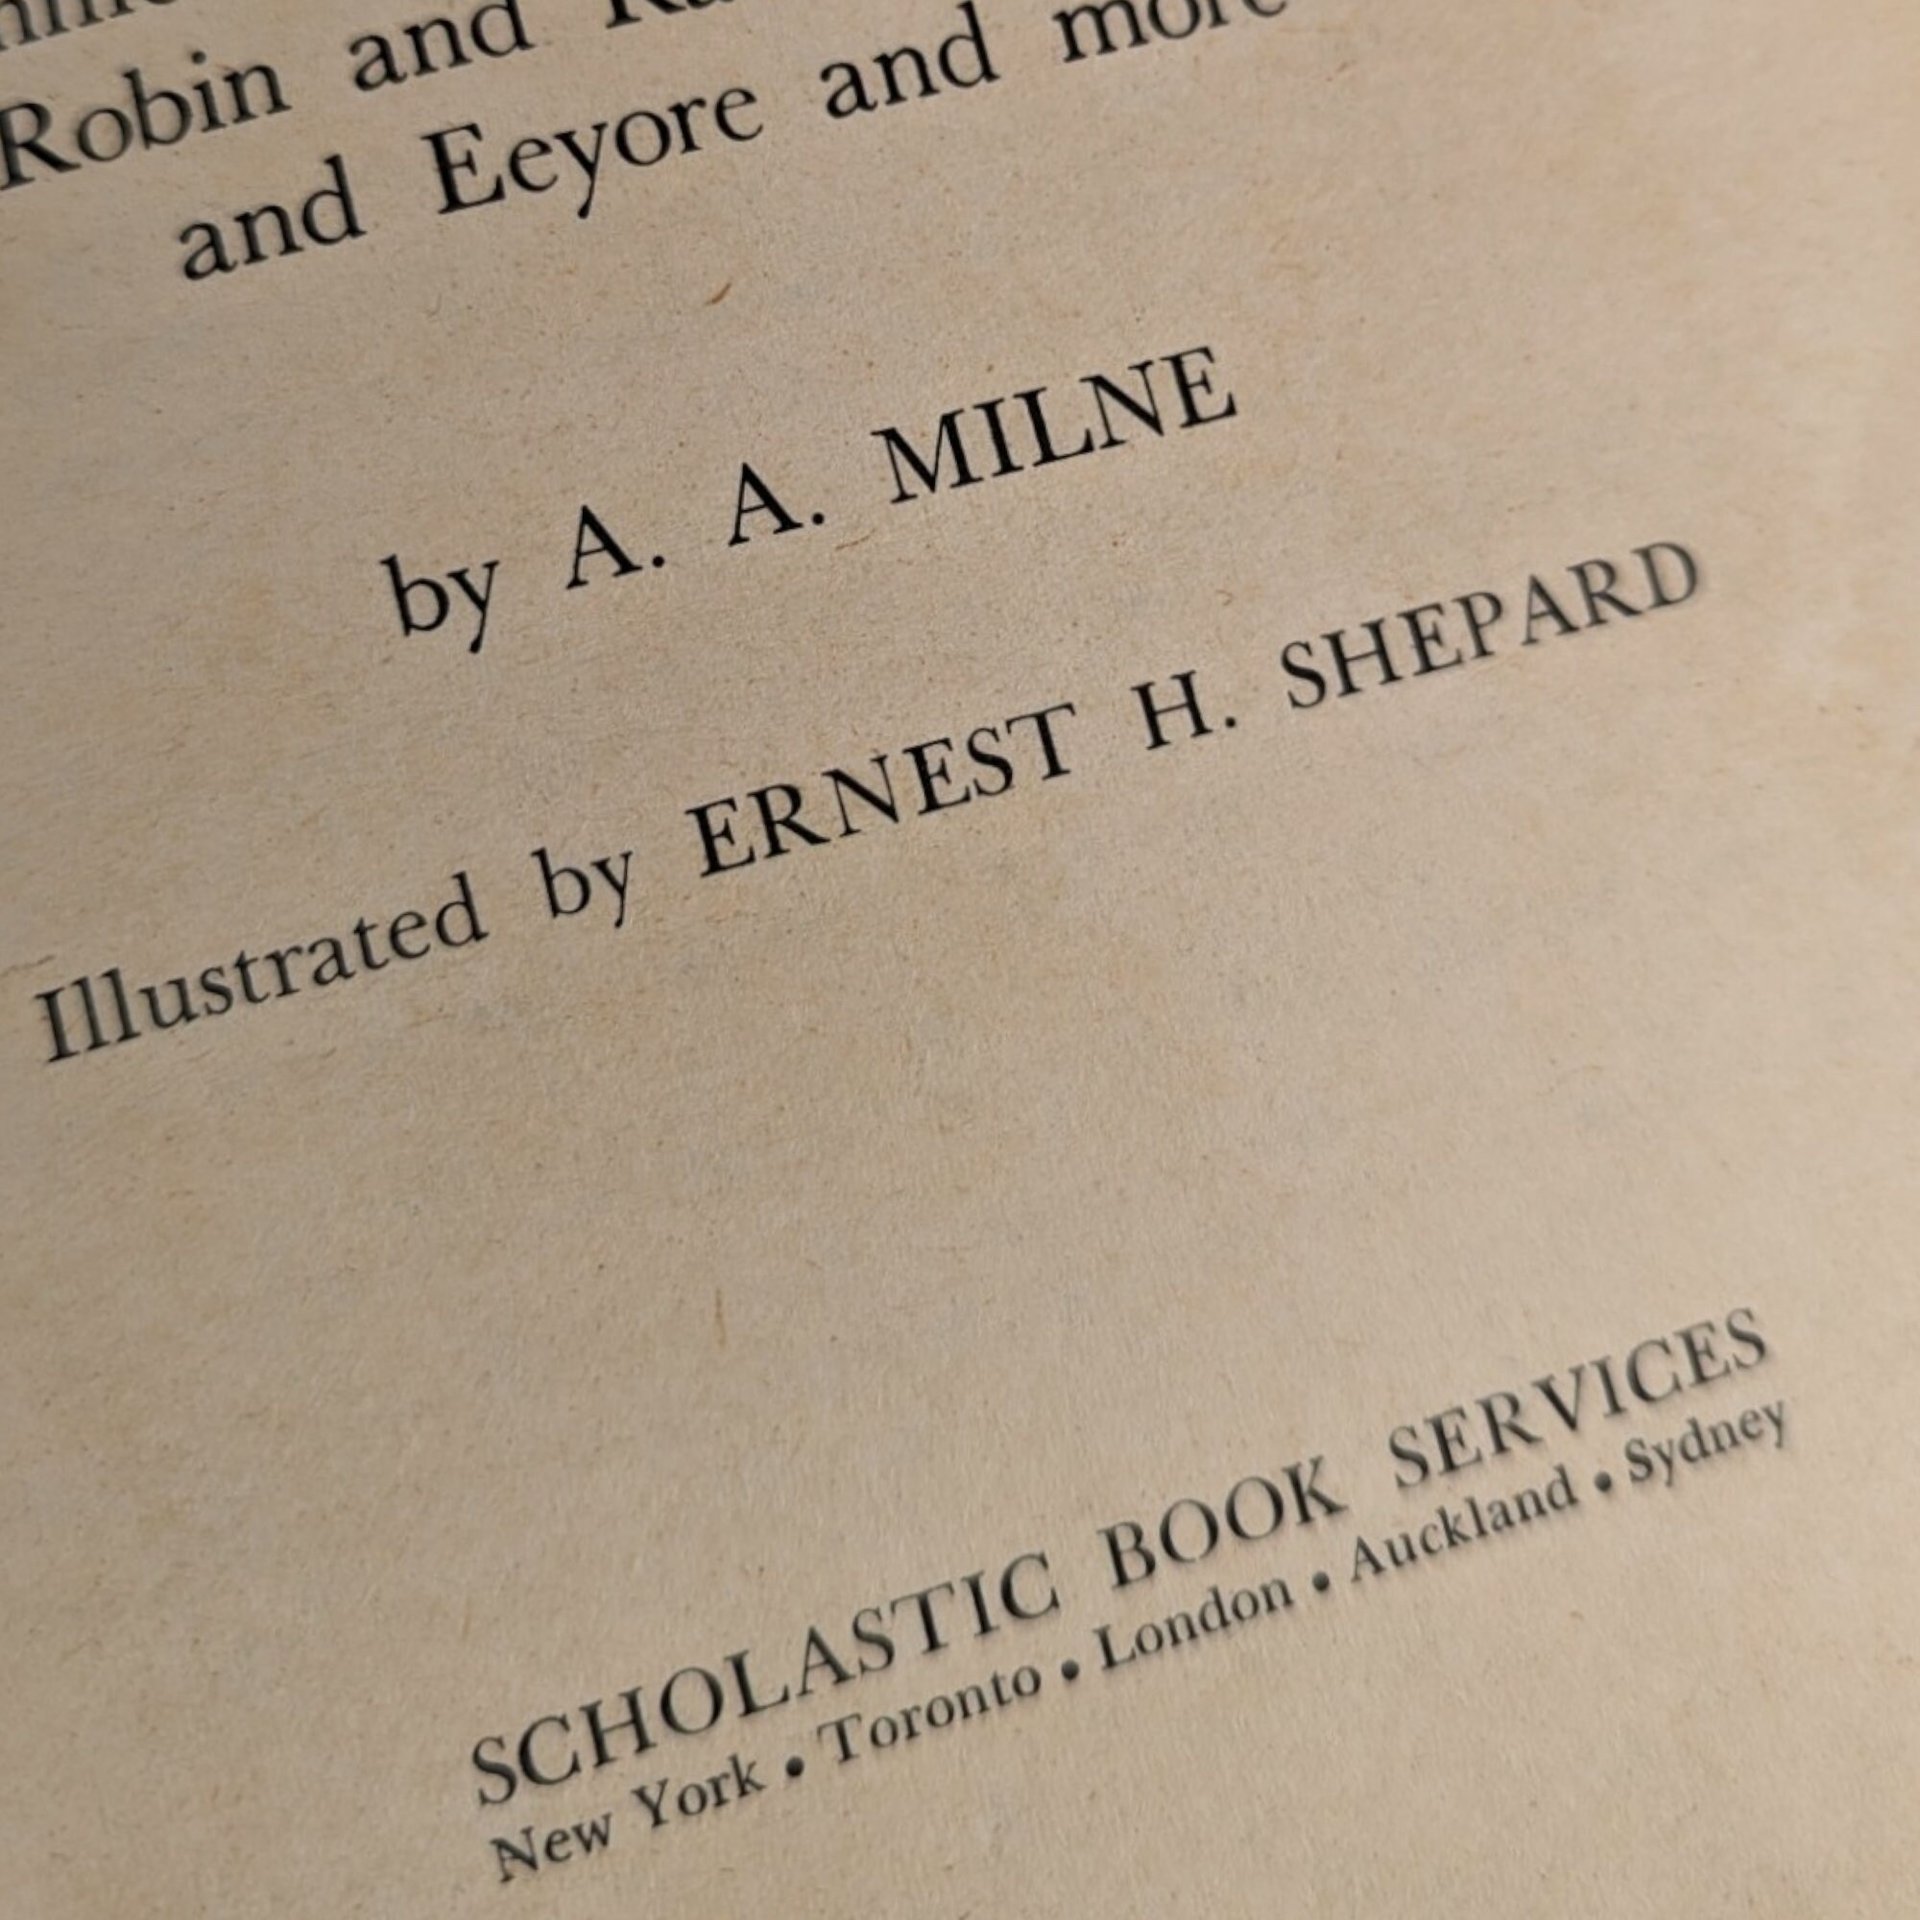 Robin and
and Eeyore and more
by A. A. MILNE
Illustrated by ERNEST H. SHEPARD
SCHOLASTIC BOOK SERVICES
New York • Toronto • London • Auckland • Sydney